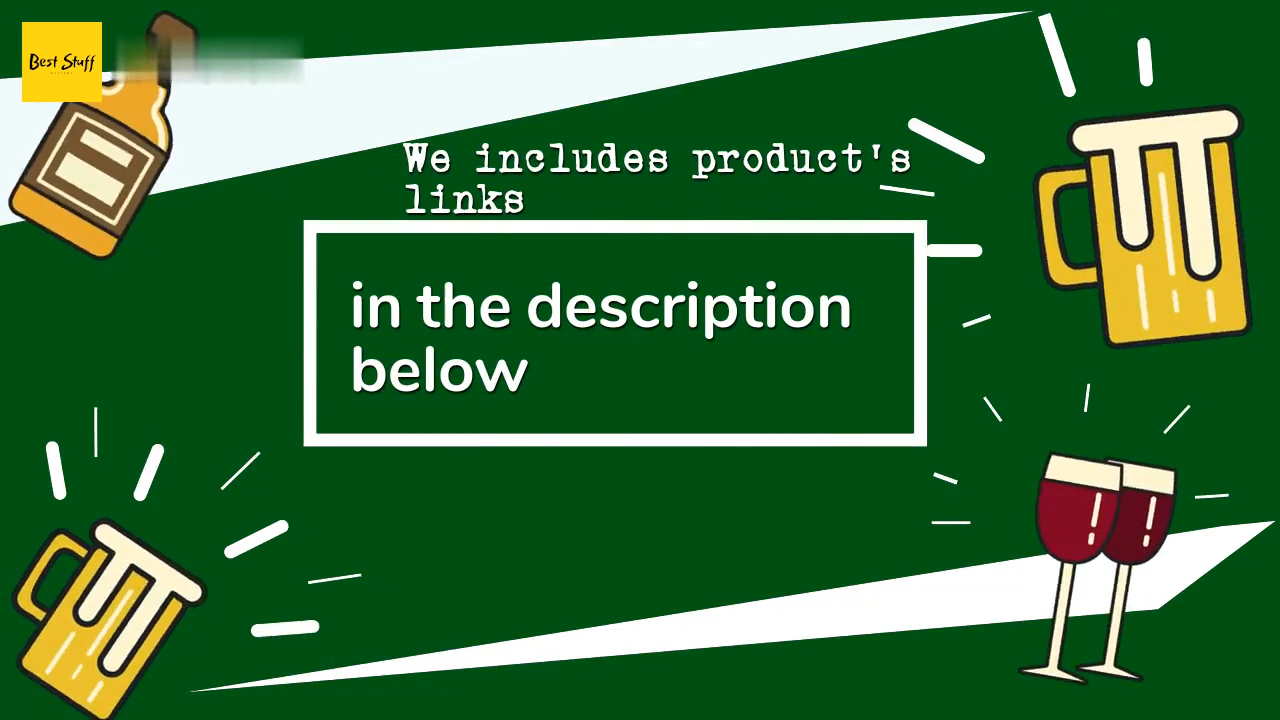 Best Stuff
We includes product's
links
in the description
below